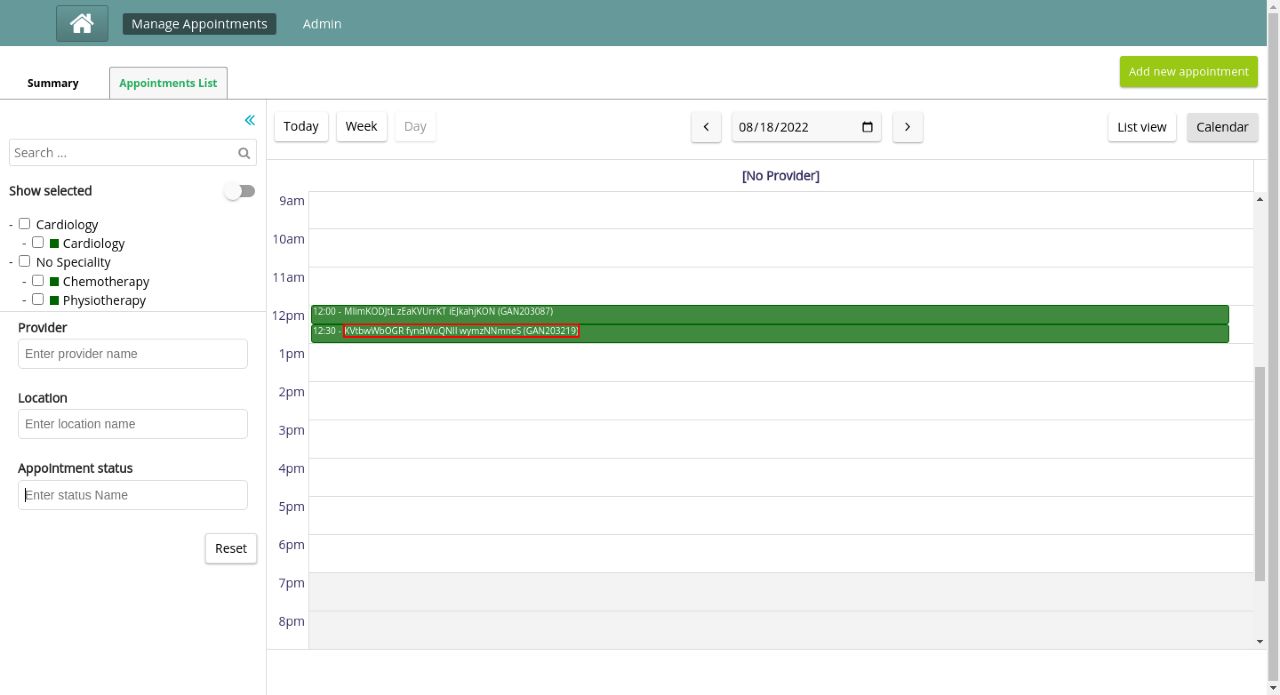 Manage Appointments
Admin
Summary
Appointments List
Add new appointment
Today
Week
Day
08/18/2022
List view
Calendar
Search ...
Show selected
- Cardiology
- Cardiology
- No Speciality
- Chemotherapy
- Physiotherapy
Provider
Enter provider name
Location
Enter location name
Appointment status
Enter status Name
Reset
[No Provider]
9am
10am
11am
12pm
12:00 - MlimKODJtL zEaKVUrrKT iEJkahjKON (GAN203087)
12:30 - KVtbwWbOGR fyndWuQNII wymzNNmneS (GAN203219)
1pm
2pm
3pm
4pm
5pm
6pm
7pm
8pm